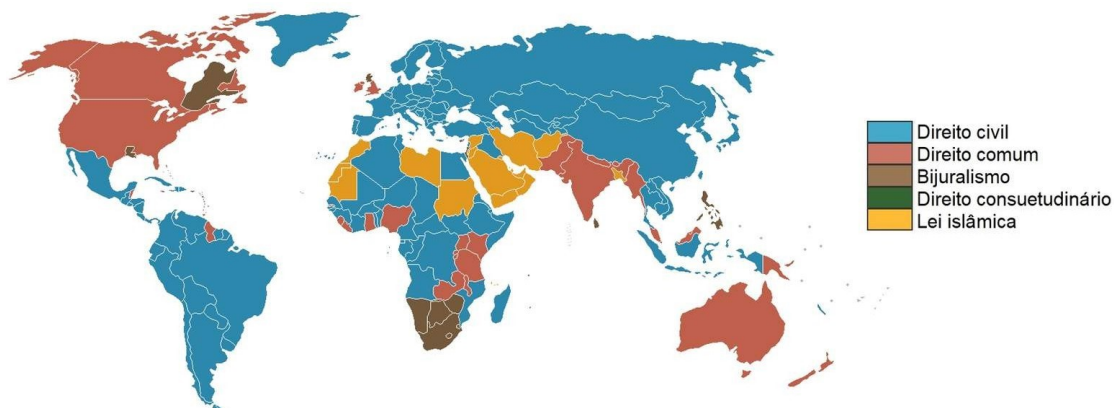 Direito civil
Direito comum
Bijuralismo
Direito consuetudinário
Lei islâmica